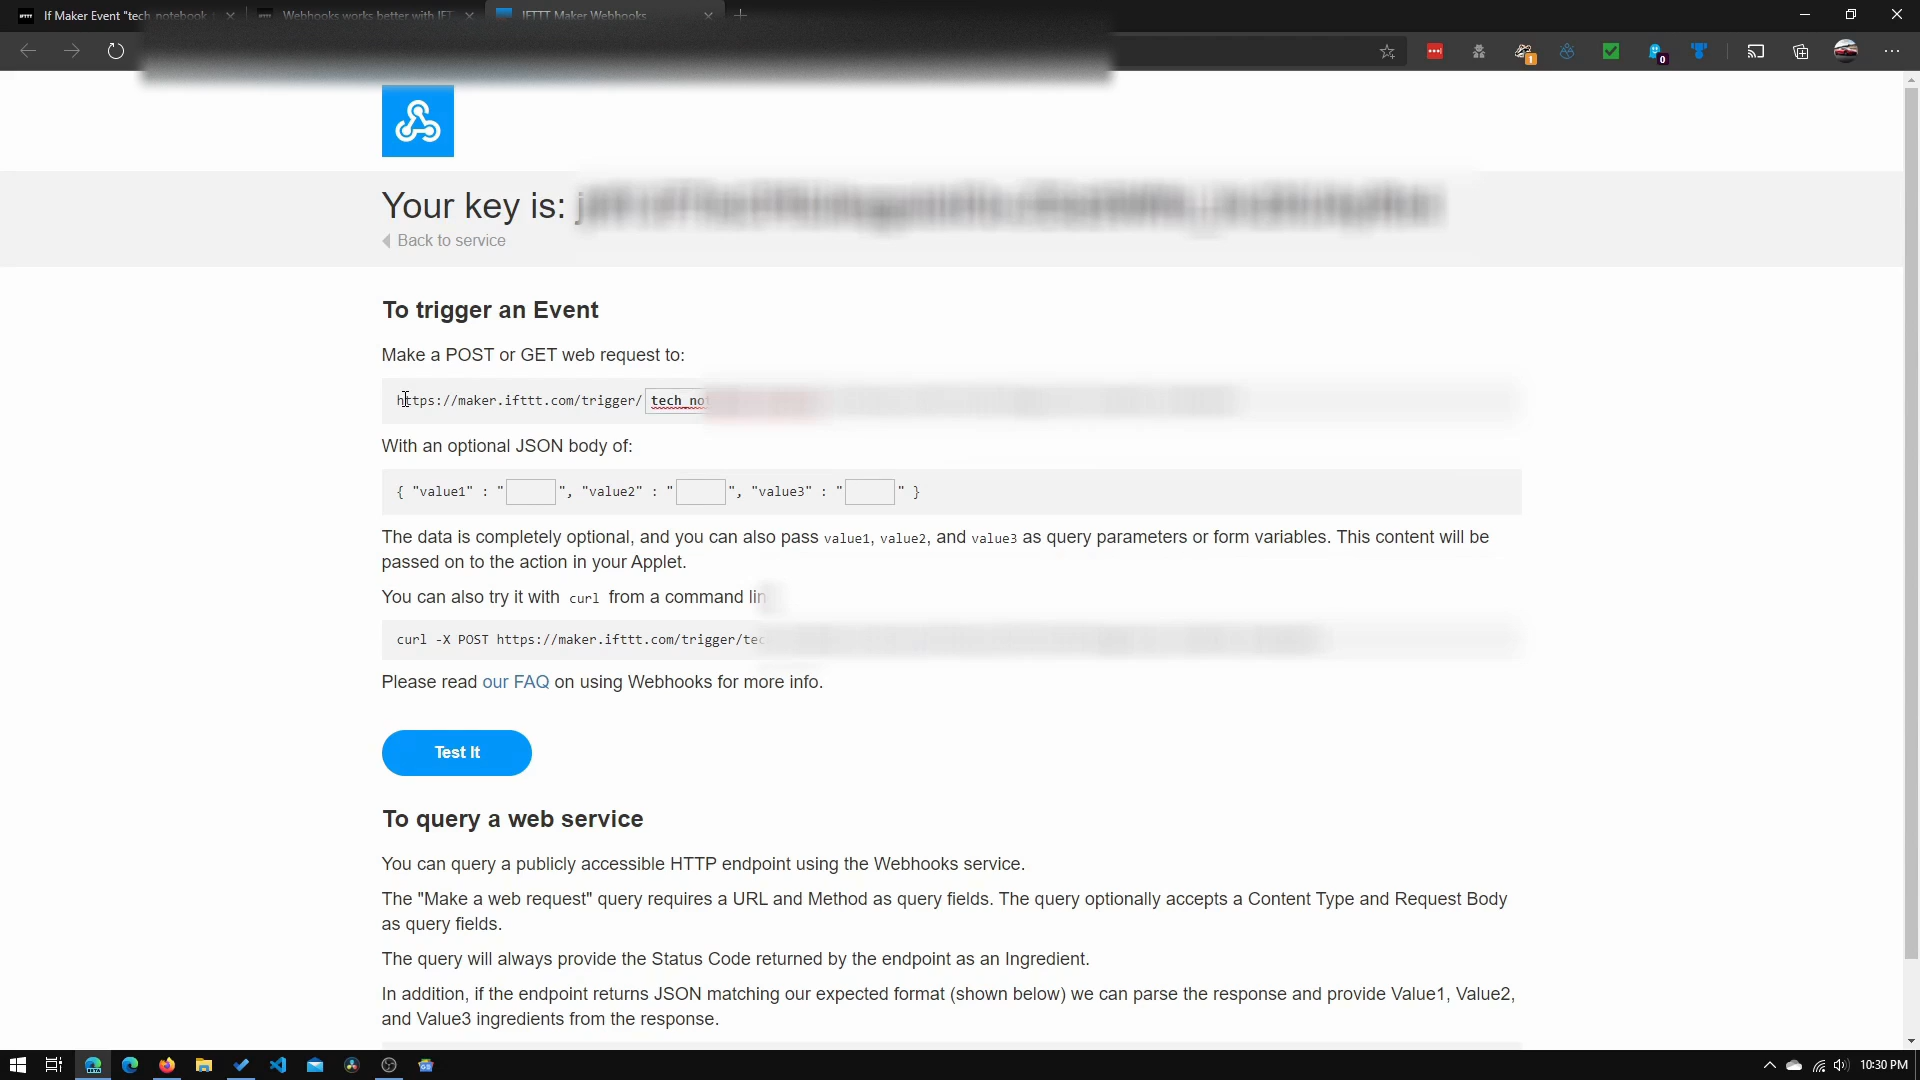 If Maker Event "tech_notebook
Webhooks works better with IFT
IFTTT Maker Webhooks
1
0
Your key is:
Back to service
To trigger an Event
Make a POST or GET web request to:
https://maker.ifttt.com/trigger/ tech_not
With an optional JSON body of:
{ "value1" : "", "value2" : "", "value3" : "" }
The data is completely optional, and you can also pass value1, value2, and value3 as query parameters or form variables. This content will be
passed on to the action in your Applet.
You can also try it with curl from a command lin
curl -X POST https://maker.ifttt.com/trigger/tec
Please read our FAQ on using Webhooks for more info.
Test It
To query a web service
You can query a publicly accessible HTTP endpoint using the Webhooks service.
The "Make a web request" query requires a URL and Method as query fields. The query optionally accepts a Content Type and Request Body
as query fields.
The query will always provide the Status Code returned by the endpoint as an Ingredient.
In addition, if the endpoint returns JSON matching our expected format (shown below) we can parse the response and provide Value1, Value2,
and Value3 ingredients from the response.
10:30 PM